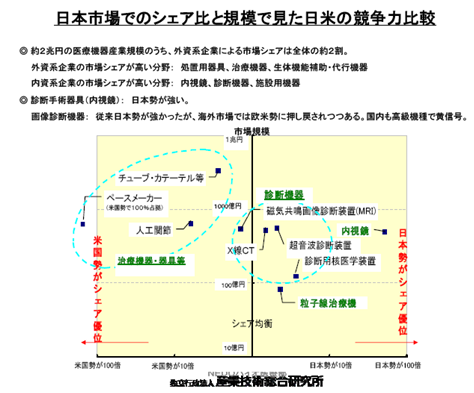 日本市場でのシェア比と規模で見た日米の競争力比較
◎ 約2兆円の医療機器産業規模のうち、外資系企業による市場シェアは全体の約2割。
外資系企業の市場シェアが高い分野: 処置用器具、治療機器、生体機能補助・代行機器
内資系企業の市場シェアが高い分野: 内視鏡、診断機器、施設用機器
◎ 診断手術器具(内視鏡): 日本勢が強い。
画像診断機器: 従来日本勢が強かったが、海外市場では欧米勢に押し戻されつつある。国内も高級機種で黄信号。
市場規模
1兆円
チューブ・カテーテル等
ペースメーカー
(米国勢で100%占拠)
診断機器
1000億円
磁気共鳴画像診断装置(MRI)
人工関節
内視鏡
X線CT
超音波診断装置
治療機器・器具等
診断用核医学装置
米国勢がシェア優位
日本勢がシェア優位
100億円
粒子線治療機
シェア均衡
10億円
米国勢が100倍
米国勢が10倍
日本勢が10倍
日本勢が100倍
独立行政法人 産業技術総合研究所